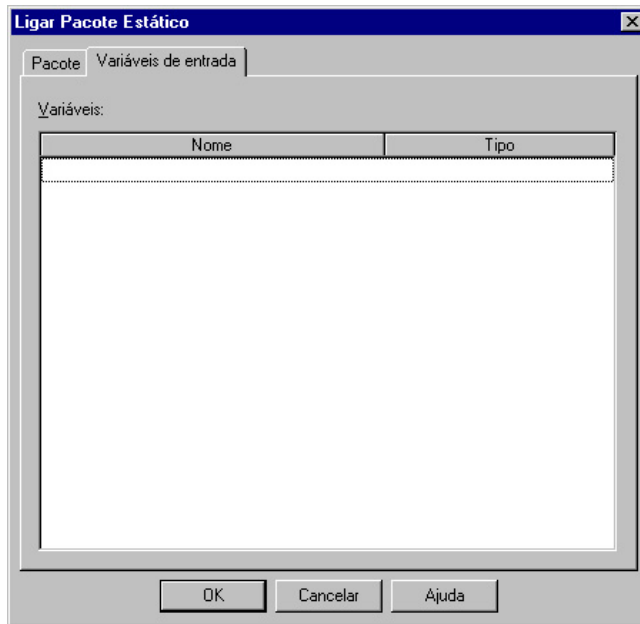 Ligar Pacote Estático
Pacote Variáveis de entrada
Variáveis:
Nome Tipo
OK Cancelar Ajuda